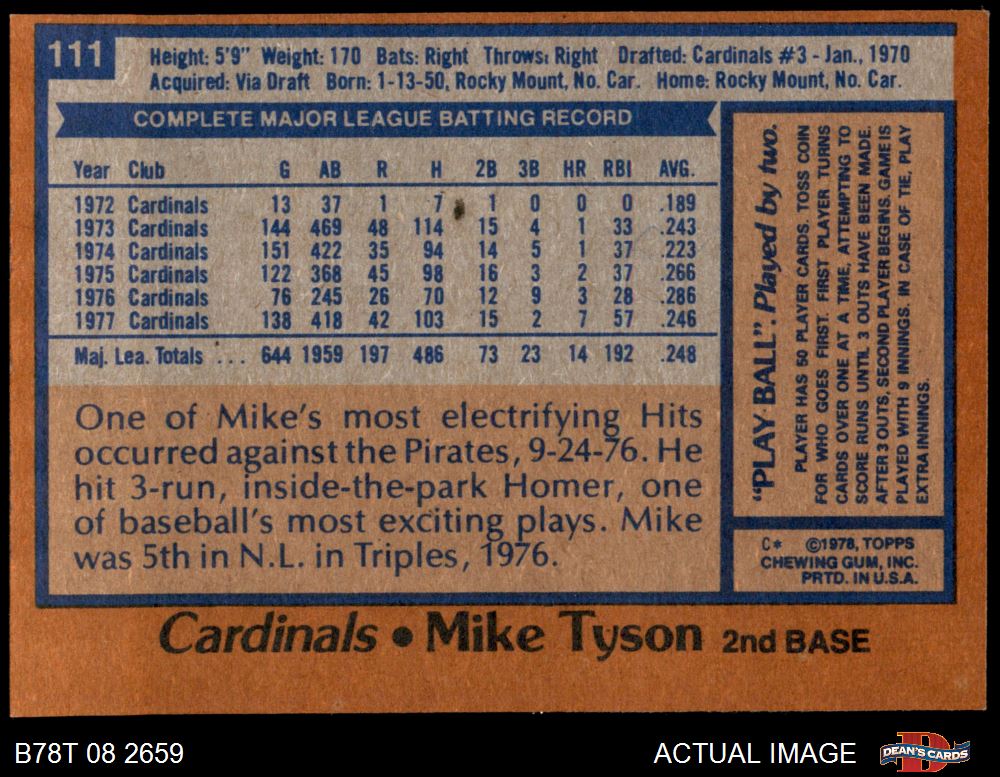 111
Height: 5'9" Weight: 170 Bats: Right Throws: Right Drafted: Cardinals #3 - Jan., 1970
Acquired: Via Draft Born: 1-13-50, Rocky Mount, No. Car. Home: Rocky Mount, No. Car.
COMPLETE MAJOR LEAGUE BATTING RECORD
Year Club G AB R H 2B 3B HR RBI AVG.
1972 Cardinals 13 37 1 7 1 0 0 0 .189
1973 Cardinals 144 469 48 114 15 4 1 33 .243
1974 Cardinals 151 422 35 94 14 5 1 37 .223
1975 Cardinals 122 368 45 98 16 3 2 37 .266
1976 Cardinals 76 245 26 70 12 9 3 28 .286
1977 Cardinals 138 418 42 103 15 2 7 57 .246
Maj. Lea. Totals ... 644 1959 197 486 73 23 14 192 .248
One of Mike's most electrifying Hits
occurred against the Pirates, 9-24-76. He
hit 3-run, inside-the-park Homer, one
of baseball's most exciting plays. Mike
was 5th in N.L. in Triples, 1976.
"PLAY BALL". Played by two.
PLAYER HAS 50 PLAYER CARDS. TOSS COIN
FOR WHO GOES FIRST. FIRST PLAYER TURNS
CARDS OVER ONE AT A TIME, ATTEMPTING TO
SCORE RUNS UNTIL 3 OUTS HAVE BEEN MADE.
AFTER 3 OUTS, SECOND PLAYER BEGINS. GAME IS
PLAYED WITH 9 INNINGS. IN CASE OF TIE, PLAY
EXTRA INNINGS.
C* ©1978, TOPPS
CHEWING GUM, INC.
PRTD. IN U.S.A.
Cardinals • Mike Tyson 2nd BASE
B78T 08 2659
ACTUAL IMAGE
DEAN'S CARDS